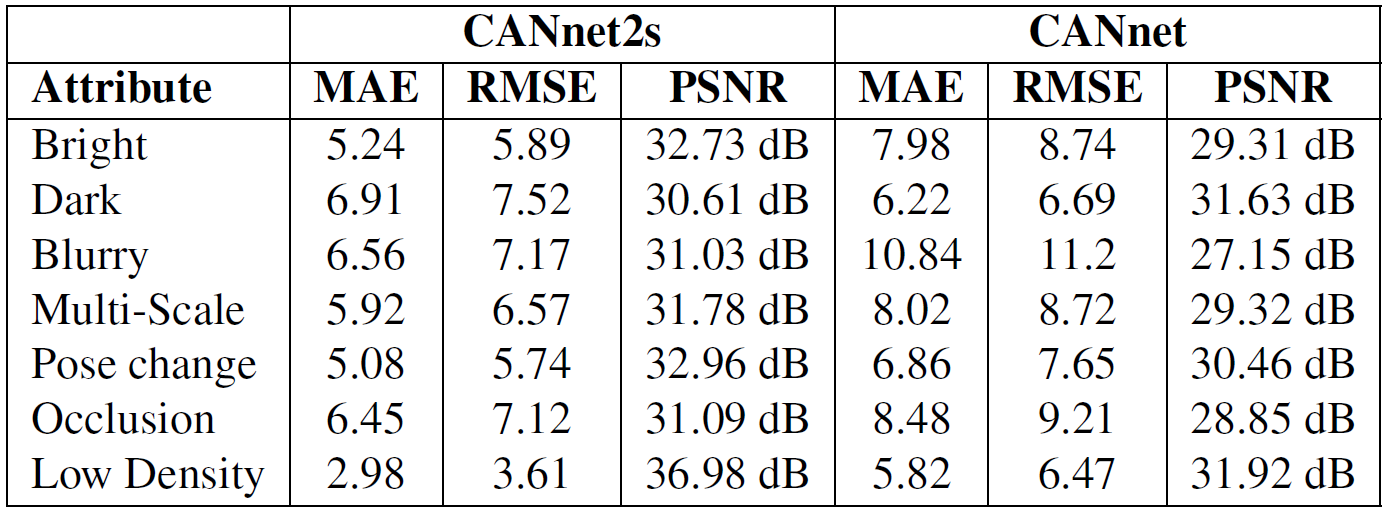 CANnet2s CANnet
Attribute MAE RMSE PSNR MAE RMSE PSNR
Bright 5.24 5.89 32.73 dB 7.98 8.74 29.31 dB
Dark 6.91 7.52 30.61 dB 6.22 6.69 31.63 dB
Blurry 6.56 7.17 31.03 dB 10.84 11.2 27.15 dB
Multi-Scale 5.92 6.57 31.78 dB 8.02 8.72 29.32 dB
Pose change 5.08 5.74 32.96 dB 6.86 7.65 30.46 dB
Occlusion 6.45 7.12 31.09 dB 8.48 9.21 28.85 dB
Low Density 2.98 3.61 36.98 dB 5.82 6.47 31.92 dB